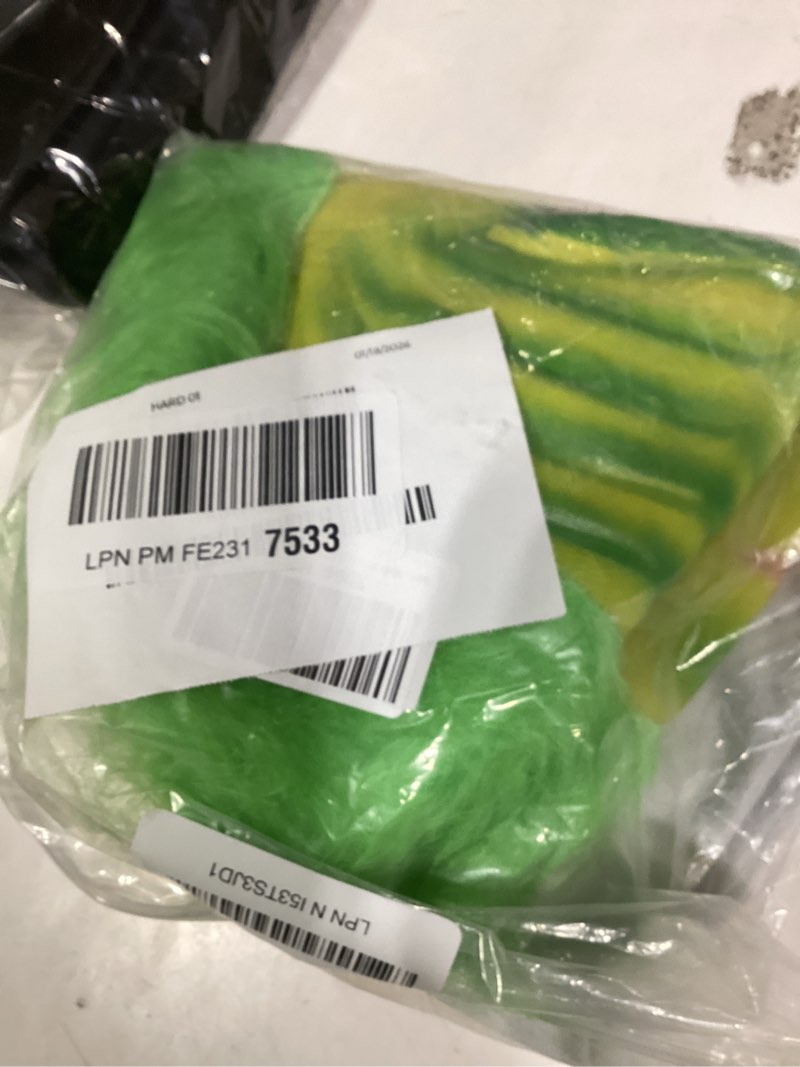 HARD 01
LPN PM FE231 7533
LPN N I53TS3JD1